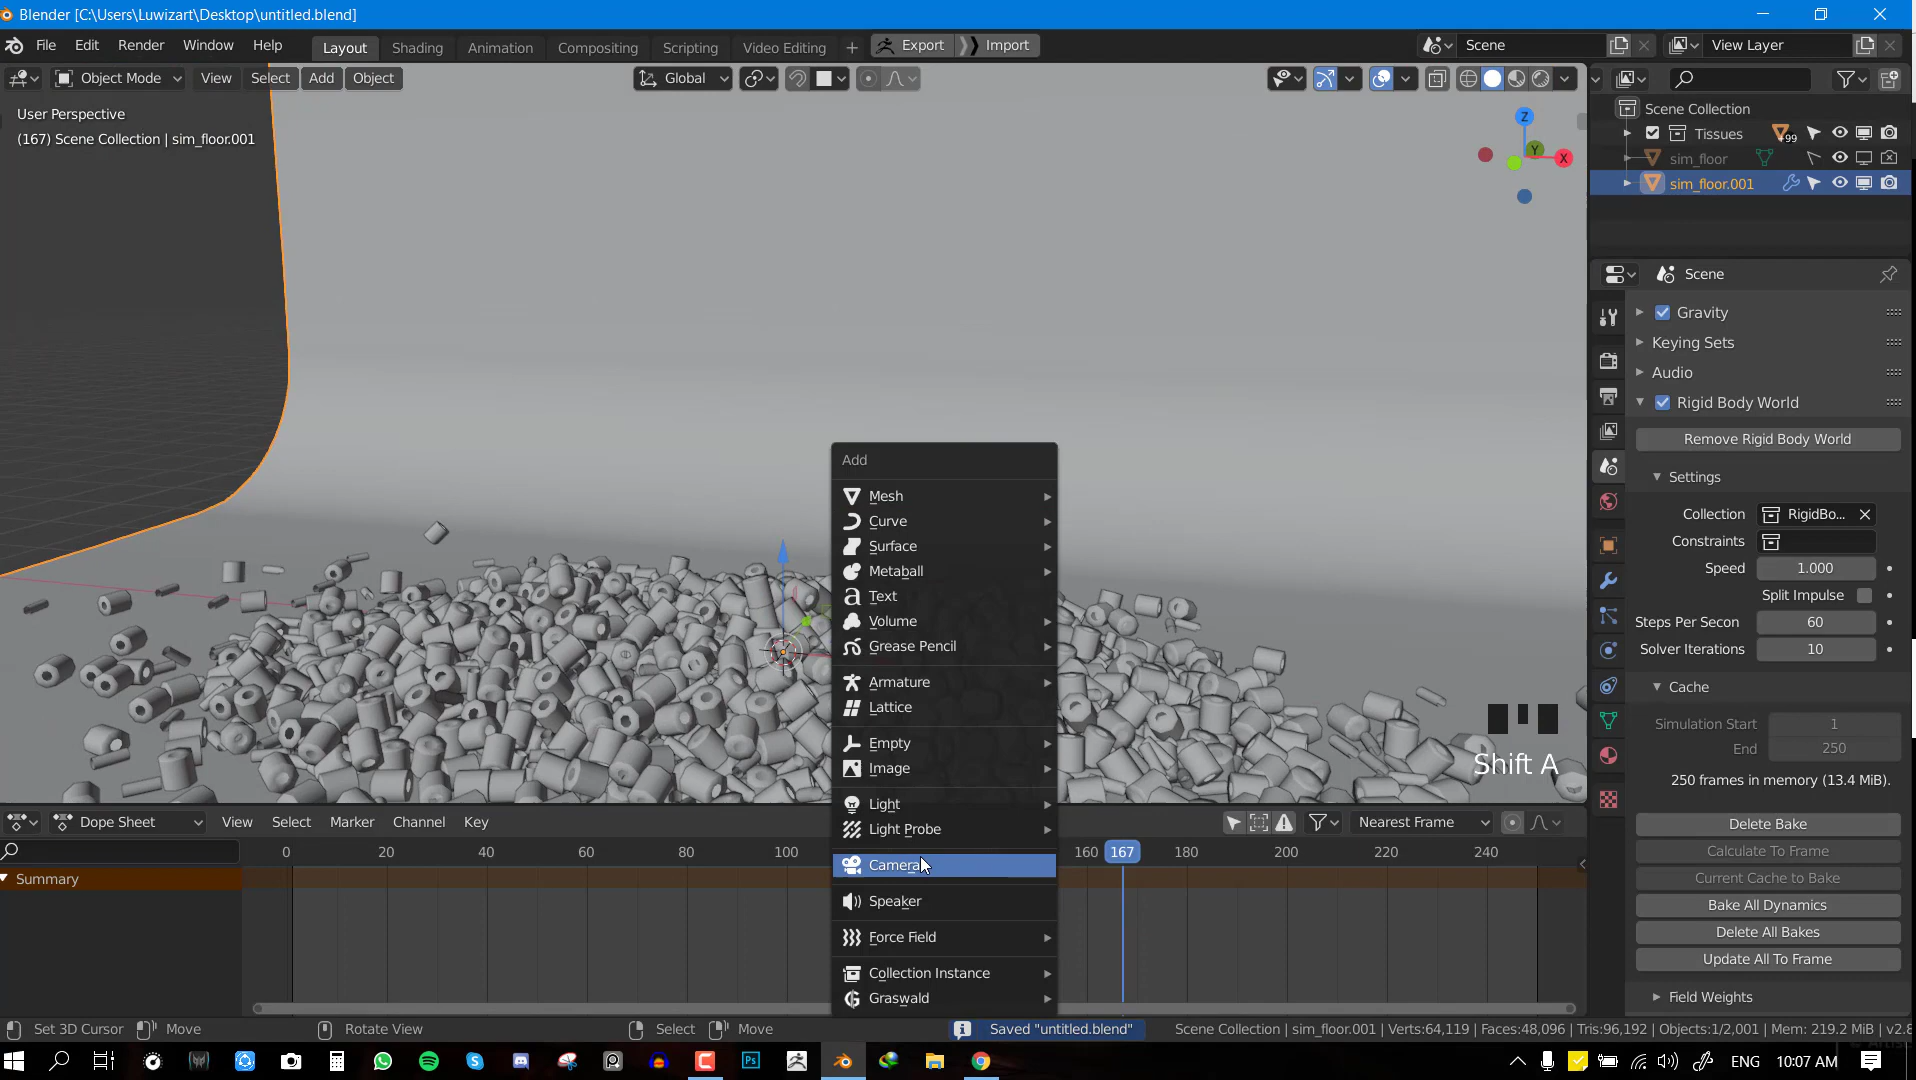 Blender [C:\Users\Luwizart\Desktop\untitled.blend]
File Edit Render Window Help Layout Shading Animation Compositing Scripting Video Editing + Export Import Scene View Layer
Object Mode View Select Add Object Global
User Perspective
(167) Scene Collection | sim_floor.001
Z
Y
X
Scene Collection
Tissues
99
sim_floor
sim_floor.001
Scene
Gravity
Keying Sets
Audio
Rigid Body World
Remove Rigid Body World
Settings
Collection RigidBo...
Constraints
Speed 1.000
Split Impulse
Steps Per Secon 60
Solver Iterations 10
Cache
Simulation Start 1
End 250
250 frames in memory (13.4 MiB).
Delete Bake
Calculate To Frame
Current Cache to Bake
Bake All Dynamics
Delete All Bakes
Update All To Frame
Field Weights
Add
Mesh
Curve
Surface
Metaball
Text
Volume
Grease Pencil
Armature
Lattice
Empty
Image
Light
Light Probe
Camera
Speaker
Force Field
Collection Instance
Graswald
Shift A
Dope Sheet View Select Marker Channel Key Nearest Frame
0 20 40 60 80 100 160 167 180 200 220 240
Summary
Set 3D Cursor Move Rotate View Select Move Saved "untitled.blend" Scene Collection | sim_floor.001 | Verts:64,119 | Faces:48,096 | Tris:96,192 | Objects:1/2,001 | Mem: 219.2 MiB | v2.8
ENG 10:07 AM